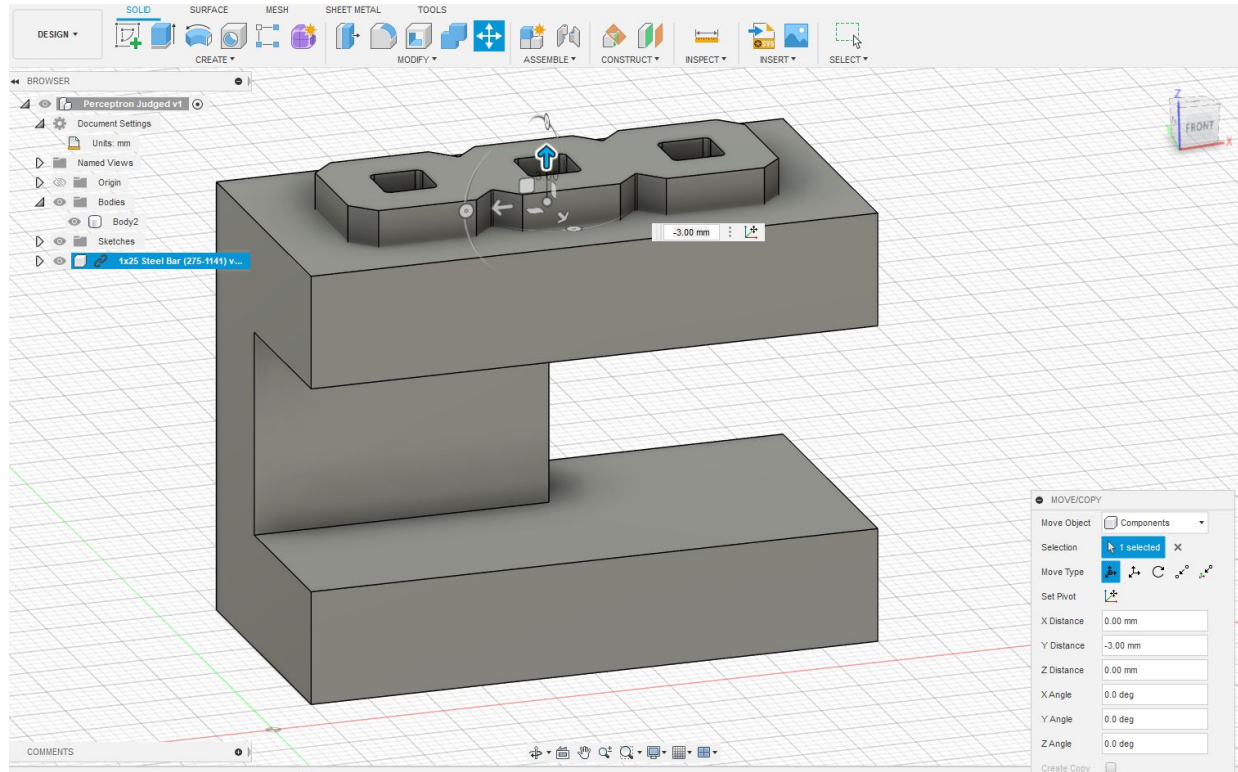 SOLID SURFACE MESH SHEET METAL TOOLS
DESIGN
CREATE MODIFY ASSEMBLE CONSTRUCT INSPECT INSERT SELECT
BROWSER
Perceptron Judged v1
Document Settings
Units: mm
Named Views
Origin
Bodies
Body2
Sketches
1x25 Steel Bar (275-1141) v...
Z
FRONT
X
-3.00 mm
MOVE/COPY
Move Object Components
Selection 1 selected
Move Type
Set Pivot
X Distance 0.00 mm
Y Distance -3.00 mm
Z Distance 0.00 mm
X Angle 0.0 deg
Y Angle 0.0 deg
Z Angle 0.0 deg
Create Copy
COMMENTS